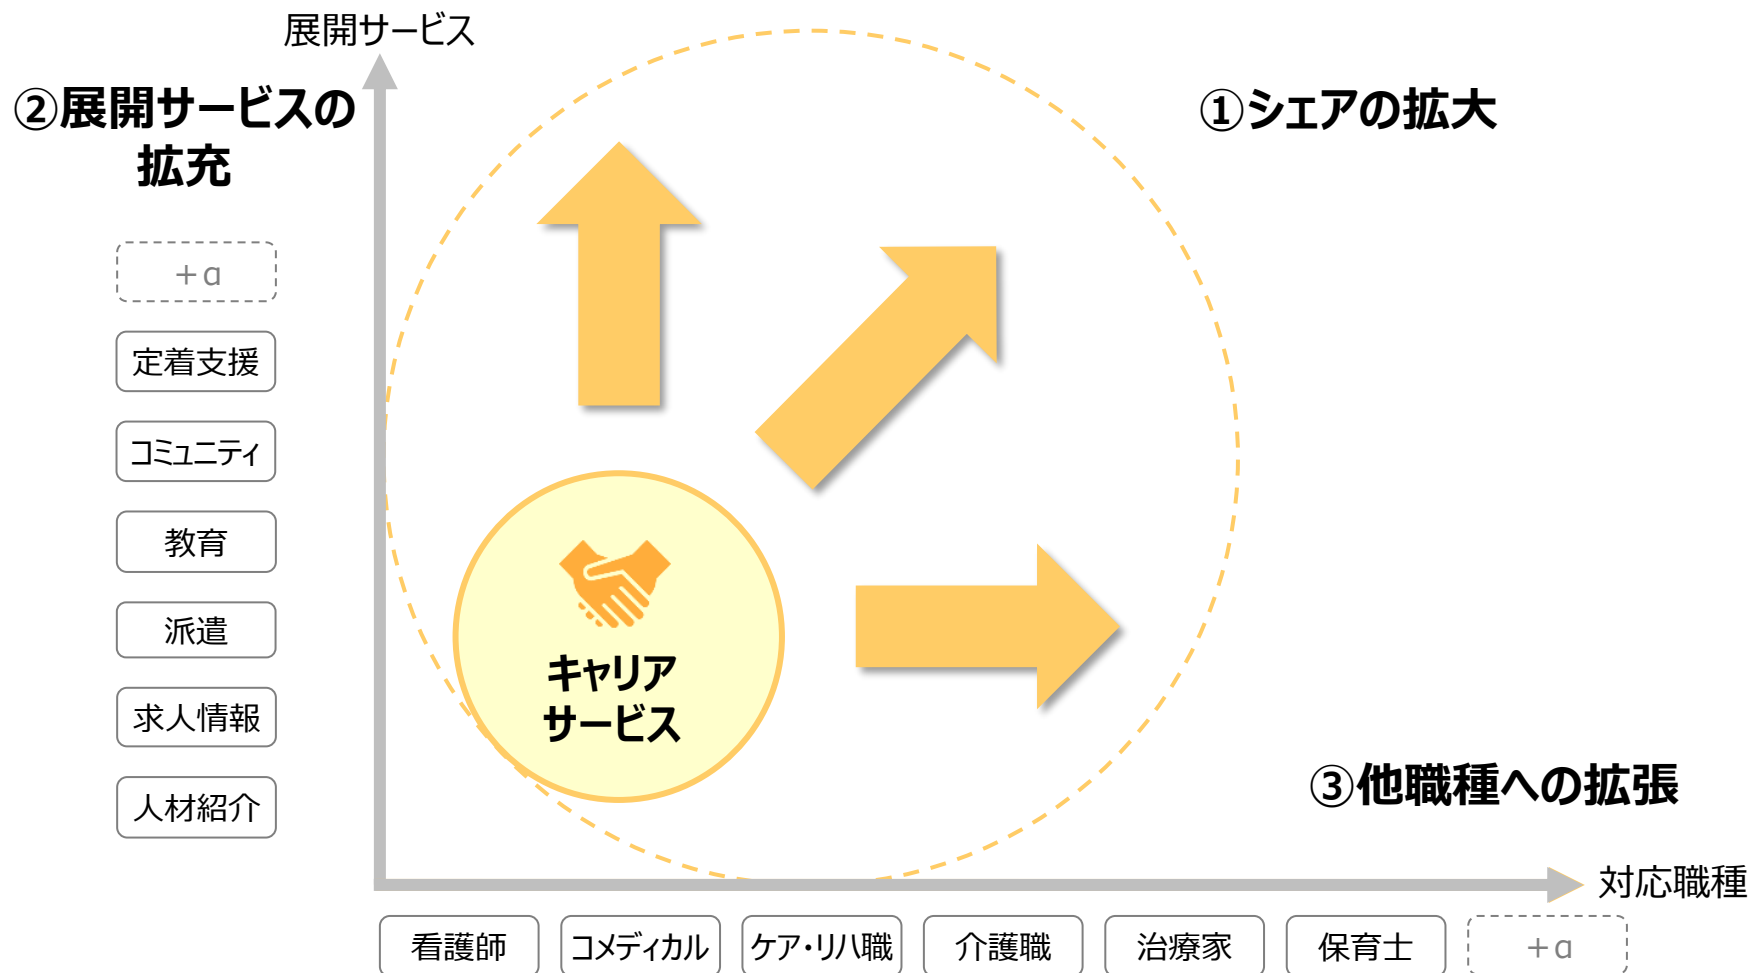 展開サービス
②展開サービスの
拡充
①シェアの拡大
+α
定着支援
コミュニティ
教育
派遣
求人情報
人材紹介
キャリア
サービス
③他職種への拡張
対応職種
看護師
コメディカル
ケア・リハ職
介護職
治療家
保育士
+α